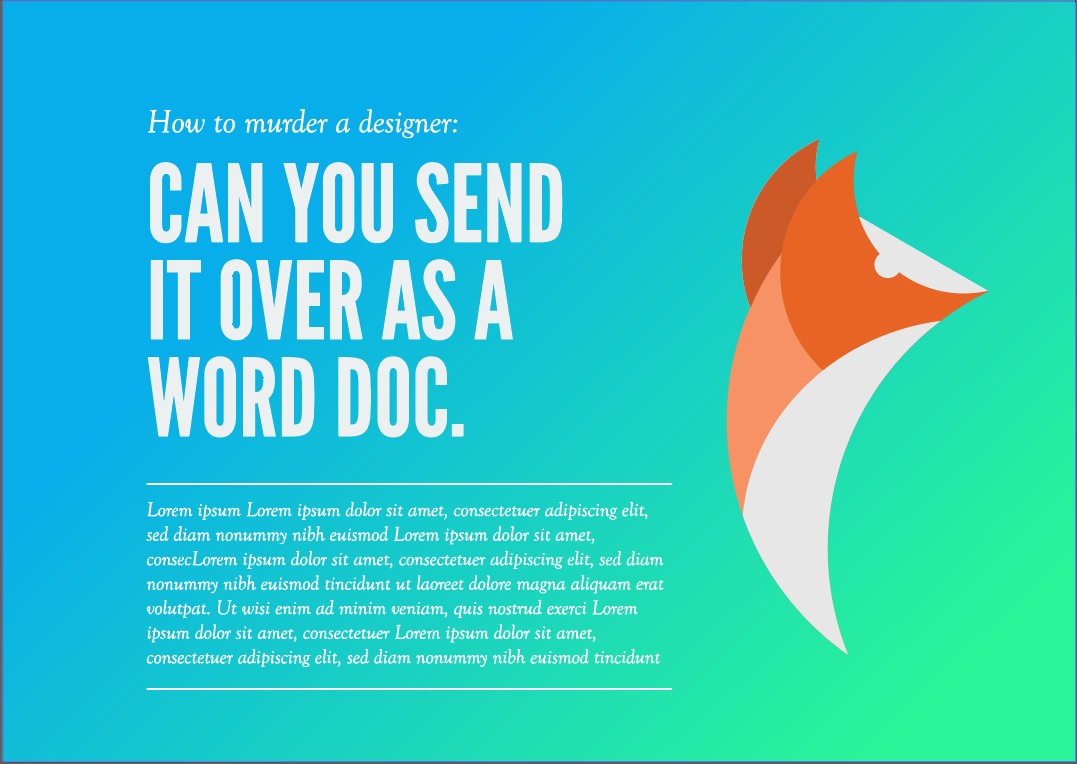 How to murder a designer:
CAN YOU SEND
IT OVER AS A
WORD DOC.
Lorem ipsum Lorem ipsum dolor sit amet, consectetuer adipiscing elit,
sed diam nonummy nibh euismod Lorem ipsum dolor sit amet,
consecLorem ipsum dolor sit amet, consectetuer adipiscing elit, sed diam
nonummy nibh euismod tincidunt ut laoreet dolore magna aliquam erat
volutpat. Ut wisi enim ad minim veniam, quis nostrud exerci Lorem
ipsum dolor sit amet, consectetuer Lorem ipsum dolor sit amet,
consectetuer adipiscing elit, sed diam nonummy nibh euismod tincidunt